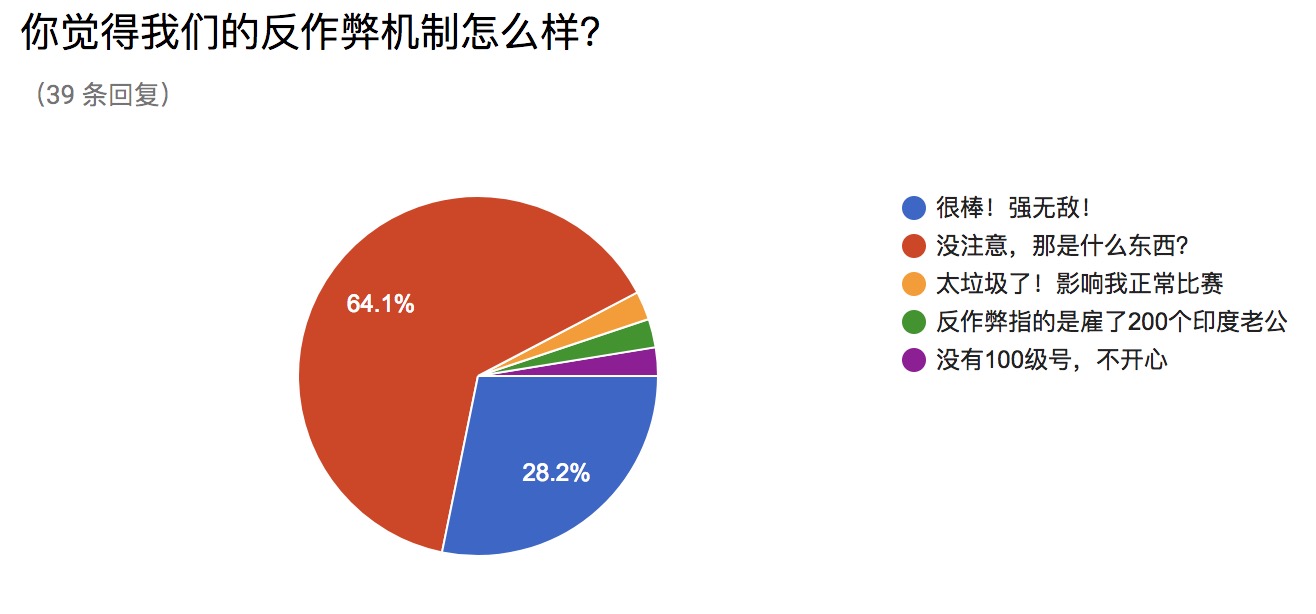 你觉得我们的反作弊机制怎么样?
（39 条回复）
64.1%
28.2%
很棒！强无敌！
没注意，那是什么东西?
太垃圾了！影响我正常比赛
反作弊指的是雇了200个印度老公
没有100级号，不开心